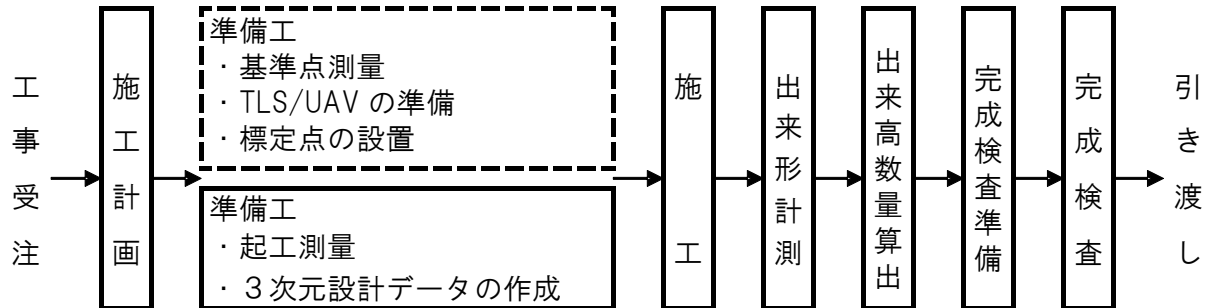 工事受注
施工計画
準備工
・基準点測量
・TLS/UAVの準備
・標定点の設置
準備工
・起工測量
・３次元設計データの作成
施工
出来形計測
出来高数量算出
完成検査準備
完成検査
引き渡し